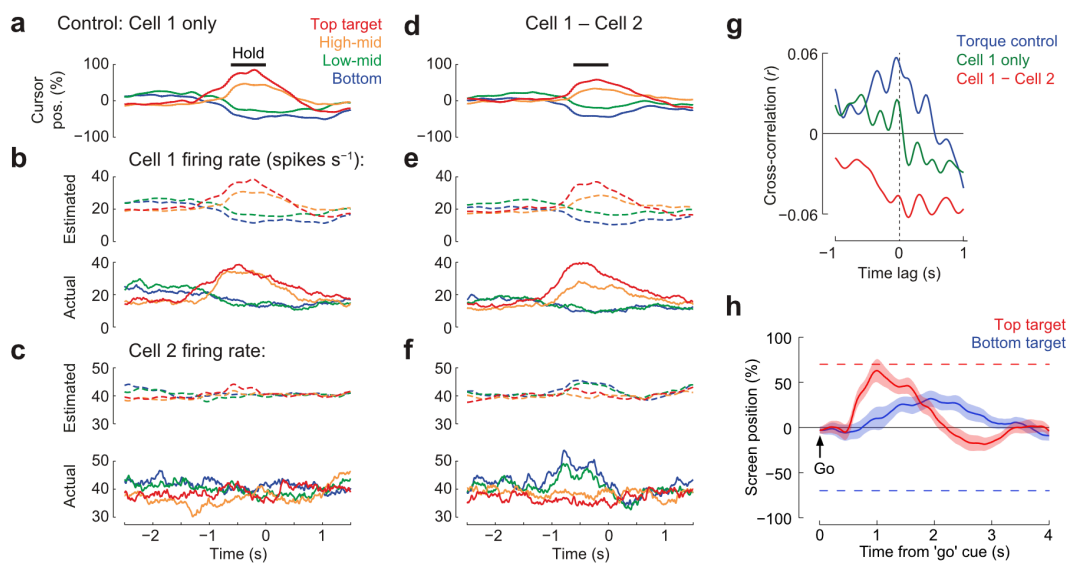 a
Control: Cell 1 only
Top target
High-mid
Low-mid
Bottom
Hold
Cursor
pos. (%)
100
0
−100
b
Cell 1 firing rate (spikes s⁻¹):
Estimated
40
20
0
Actual
40
20
0
c
Cell 2 firing rate:
Estimated
50
40
30
Actual
50
40
30
−2
−1
0
1
Time (s)
d
Cell 1 – Cell 2
100
0
−100
e
40
20
0
40
20
0
f
50
40
30
50
40
30
−2
−1
0
1
Time (s)
g
Torque control
Cell 1 only
Cell 1 – Cell 2
Cross-correlation (r)
0.06
0
−0.06
−1
0
1
Time lag (s)
h
Top target
Bottom target
Screen position (%)
100
50
0
−50
−100
Go
0
1
2
3
4
Time from 'go' cue (s)